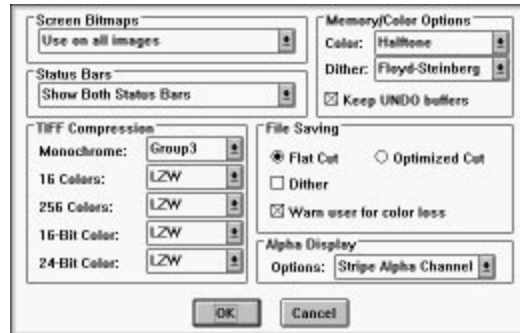 Screen Bitmaps
Use on all images
Status Bars
Show Both Status Bars
Memory/Color Options
Color: Halftone
Dither: Floyd-Steinberg
Keep UNDO buffers
TIFF Compression
Monochrome: Group3
16 Colors: LZW
256 Colors: LZW
16-Bit Color: LZW
24-Bit Color: LZW
File Saving
Flat Cut Optimized Cut
Dither
Warn user for color loss
Alpha Display
Options: Stripe Alpha Channel
OK Cancel